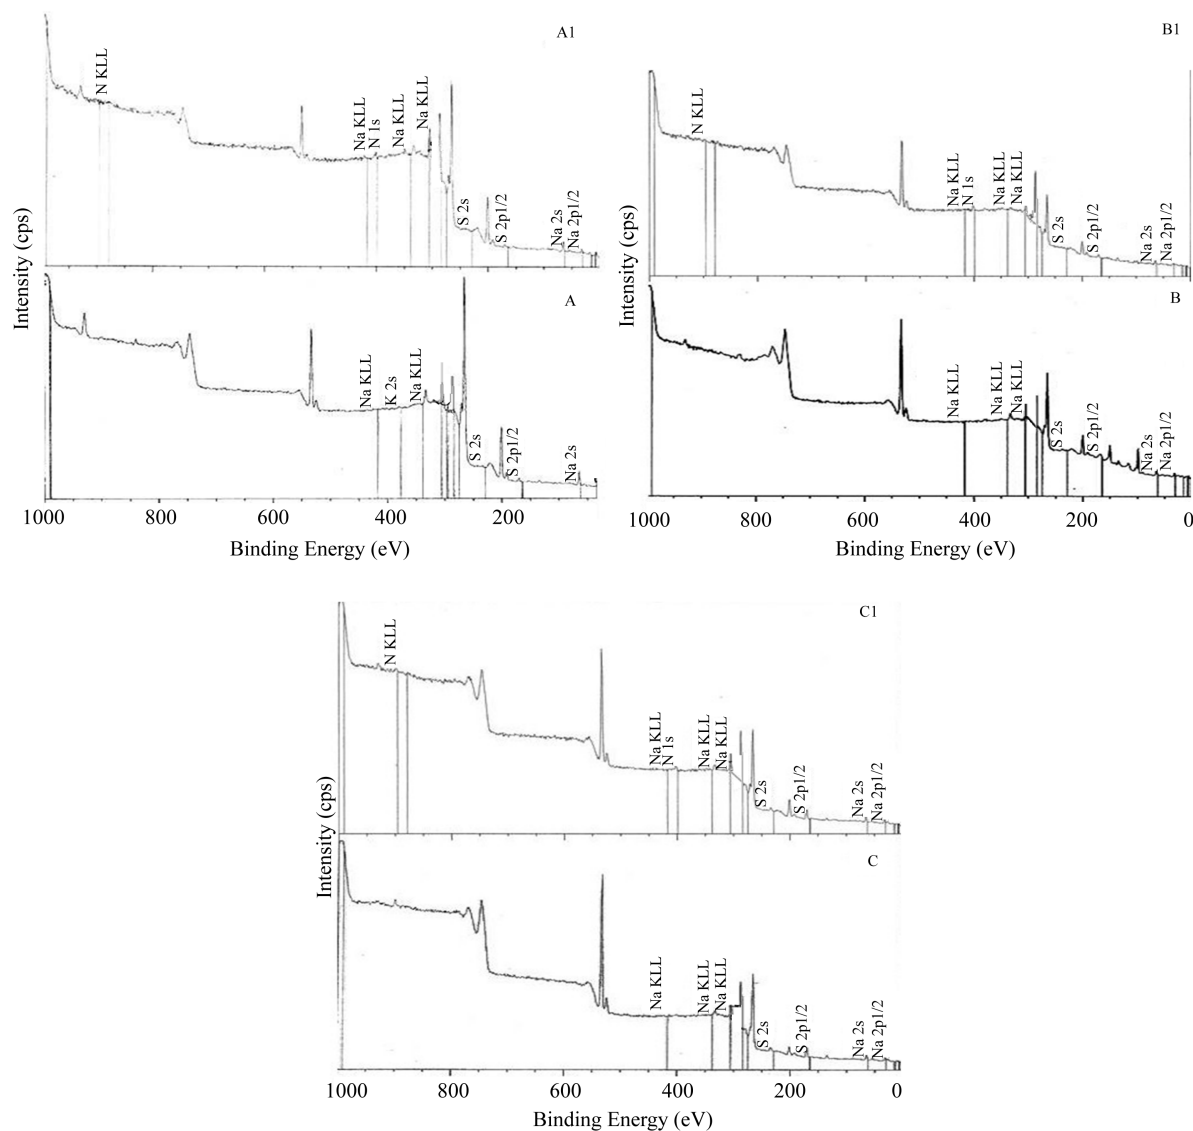 A1
N KLL
Na KLL
N 1s
Na KLL
Na KLL
S 2s
S 2p1/2
Na 2s
Na 2p1/2
Intensity (cps)
A
Na KLL
K 2s
Na KLL
S 2s
S 2p1/2
Na 2s
1000 800 600 400 200
Binding Energy (eV)
B1
N KLL
Na KLL
N 1s
Na KLL
Na KLL
S 2s
S 2p1/2
Na 2s
Na 2p1/2
Intensity (cps)
B
Na KLL
Na KLL
Na KLL
S 2s
S 2p1/2
Na 2s
Na 2p1/2
1000 800 600 400 200 0
Binding Energy (eV)
C1
N KLL
Na KLL
N 1s
Na KLL
Na KLL
S 2s
S 2p1/2
Na 2s
Na 2p1/2
Intensity (cps)
C
Na KLL
Na KLL
Na KLL
S 2s
S 2p1/2
Na 2s
Na 2p1/2
1000 800 600 400 200 0
Binding Energy (eV)